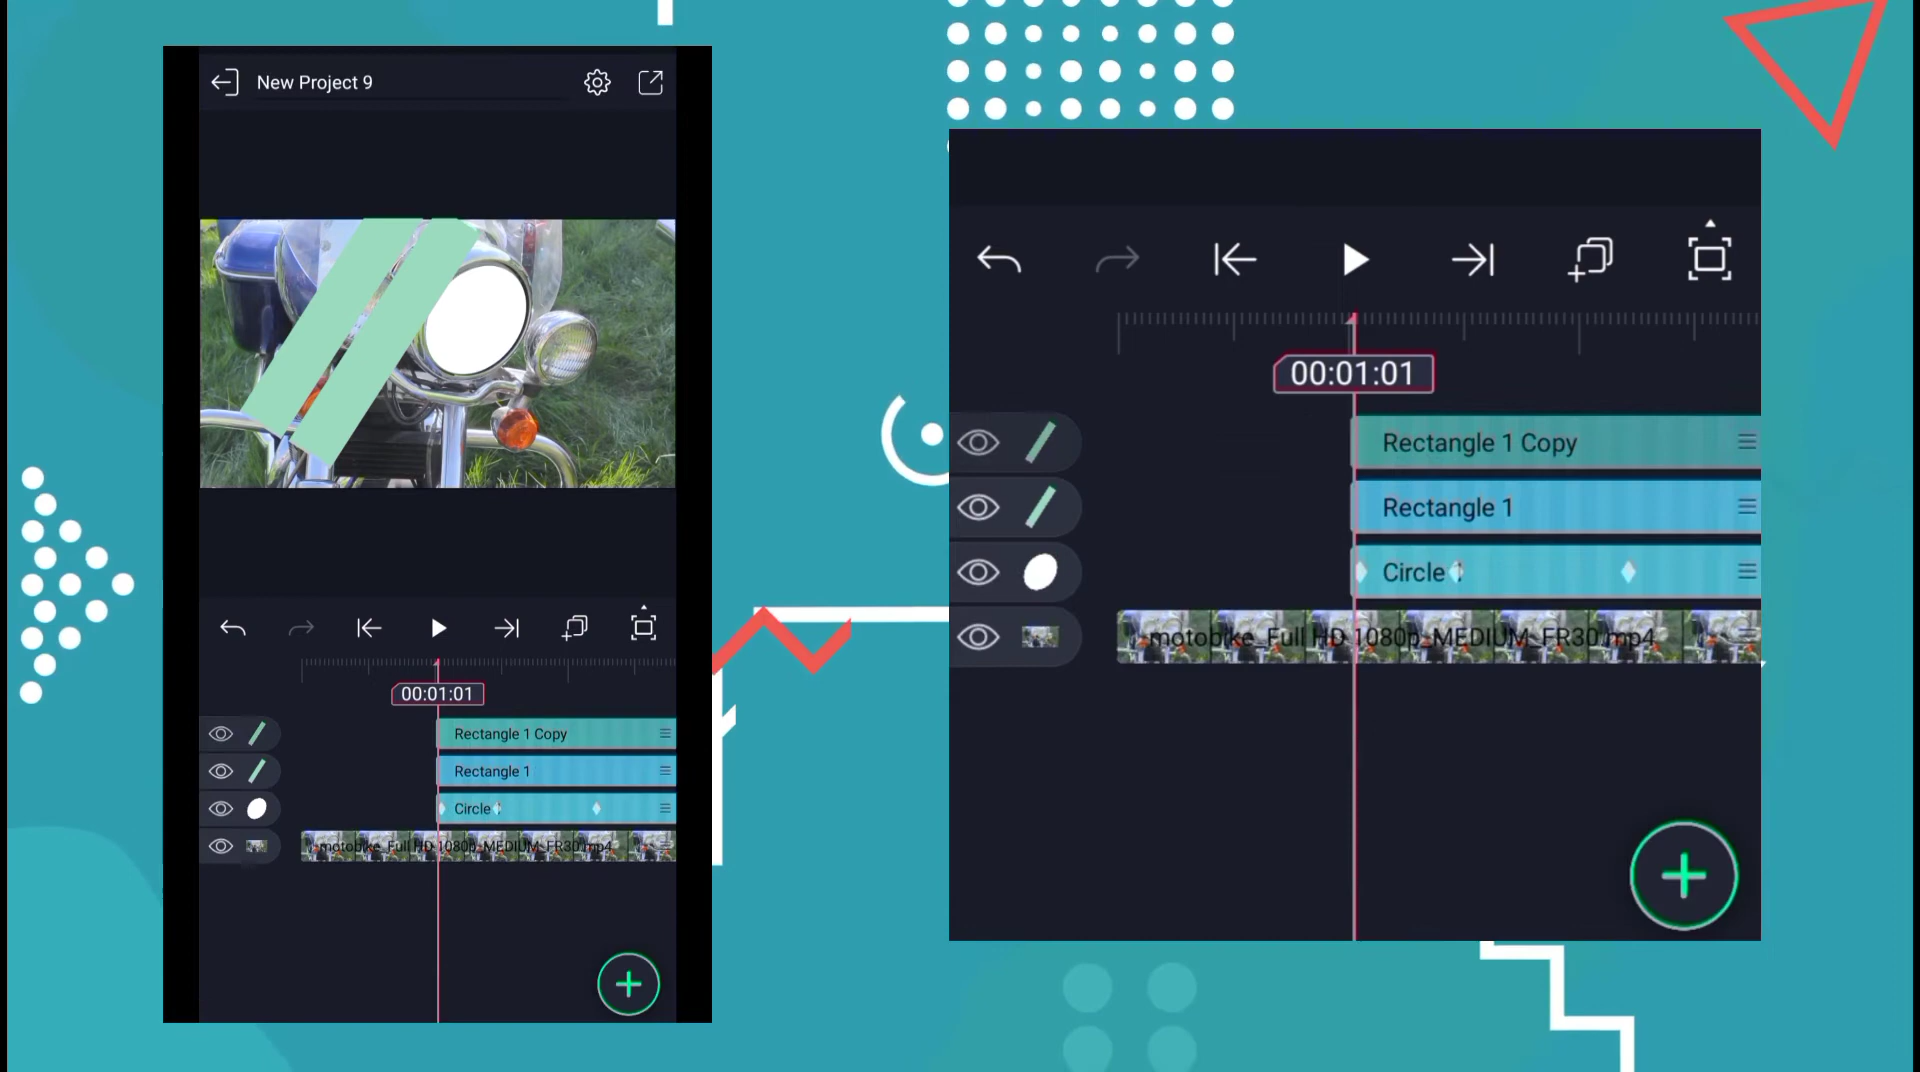 New Project 9
00:01:01
Rectangle 1 Copy
Rectangle 1
Circle
motobike_Full HD 1080p_MEDIUM_FR30.mp4
00:01:01
Rectangle 1 Copy
Rectangle 1
Circle
motobike_Full HD 1080p_MEDIUM_FR30.mp4